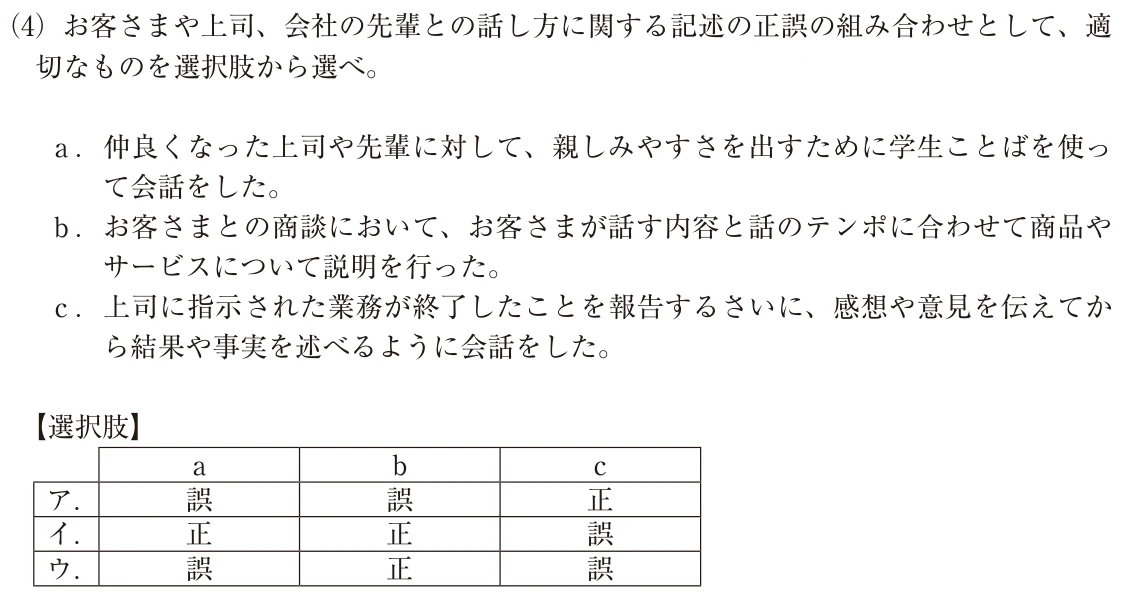 (4) お客さまや上司、会社の先輩との話し方に関する記述の正誤の組み合わせとして、適
切なものを選択肢から選べ。
a. 仲良くなった上司や先輩に対して、親しみやすさを出すために学生ことばを使っ
て会話をした。
b. お客さまとの商談において、お客さまが話す内容と話のテンポに合わせて商品や
サービスについて説明を行った。
c. 上司に指示された業務が終了したことを報告するさいに、感想や意見を伝えてか
ら結果や事実を述べるように会話をした。
【選択肢】
a b c
ア. 誤 誤 正
イ. 正 正 誤
ウ. 誤 正 誤